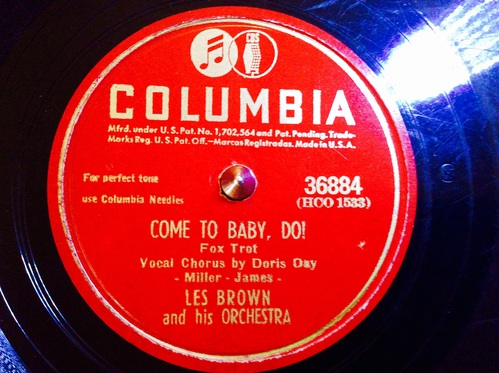 CBS
COLUMBIA
Mfrd. under U.S. Pat. No. 1,702,564 and Pat. Pending. Trade-
Marks Reg. U.S. Pat. Off.—Marcas Registradas. Made in U.S.A.
For perfect tone
use Columbia Needles
36884
(HCO 1533)
COME TO BABY, DO!
Fox Trot
Vocal Chorus by Doris Day
- Miller - James -
LES BROWN
and his ORCHESTRA